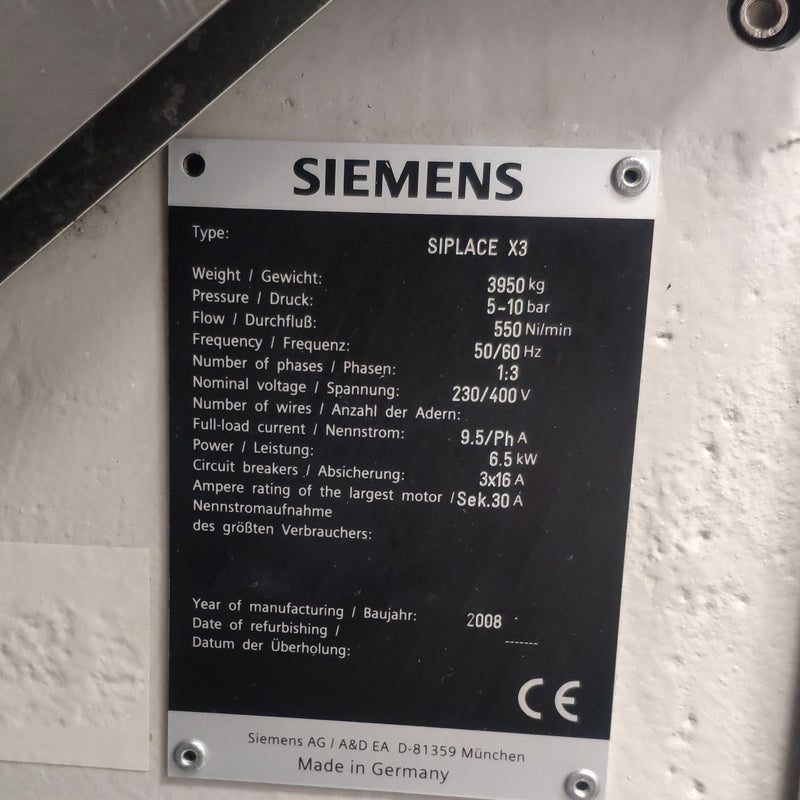 SIEMENS
Type: SIPLACE X3
Weight / Gewicht: 3950 kg
Pressure / Druck: 5-10 bar
Flow / Durchfluß: 550 Ni/min
Frequency / Frequenz: 50/60 Hz
Number of phases / Phasen: 1:3
Nominal voltage / Spannung: 230/400 V
Number of wires / Anzahl der Adern:
Full-load current / Nennstrom: 9.5/Ph A
Power / Leistung: 6.5 kW
Circuit breakers / Absicherung: 3x16 A
Ampere rating of the largest motor / Sek.30 A
Nennstromaufnahme
des größten Verbrauchers:
Year of manufacturing / Baujahr: 2008
Date of refurbishing / -------
Datum der Überholung:
CE
Siemens AG / A&D EA D-81359 München
Made in Germany